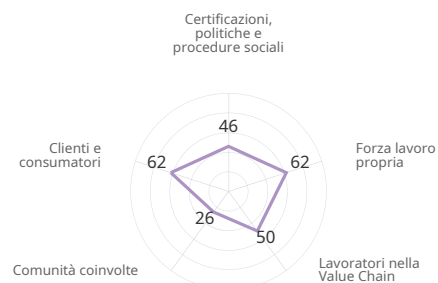 Certificazioni,
politiche e
procedure sociali
46
Clienti e
consumatori
62
62
Forza lavoro
propria
26
50
Comunità coinvolte
Lavoratori nella
Value Chain